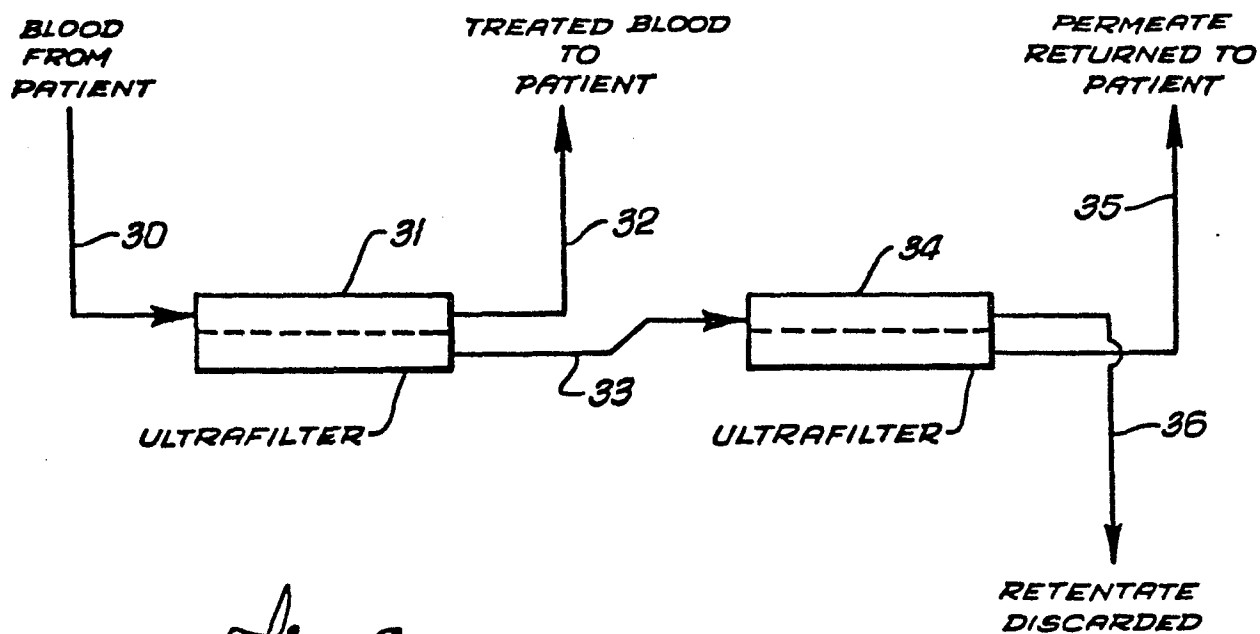 BLOOD
FROM
PATIENT
TREATED BLOOD
TO
PATIENT
PERMEATE
RETURNED TO
PATIENT
30
31
32
33
34
35
36
ULTRAFILTER
ULTRAFILTER
RETENTATE
DISCARDED